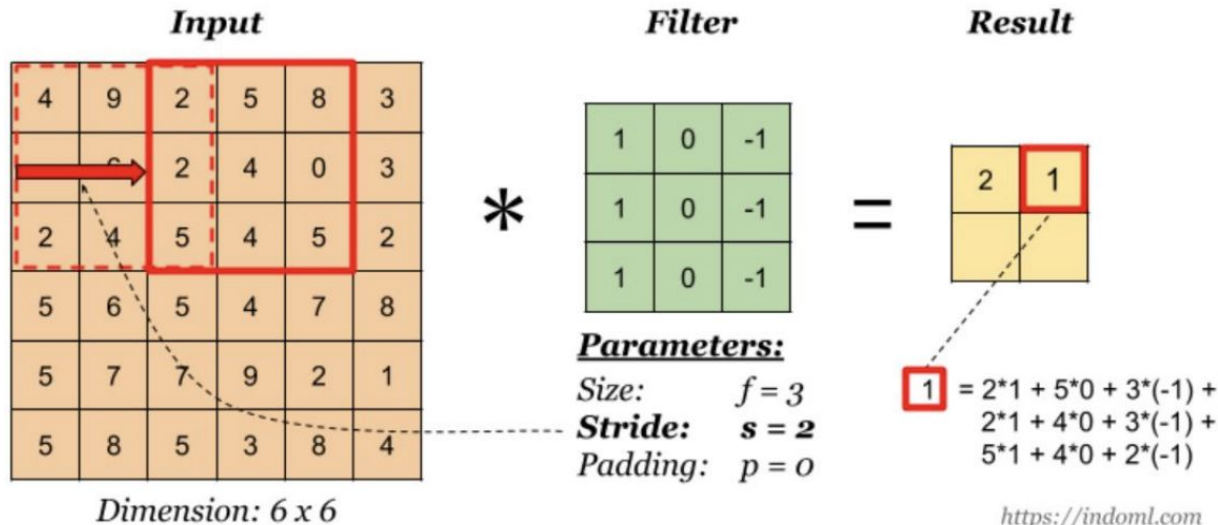 Input Filter Result
4 9 2 5 8 3
2 4 0 3
2 4 5 4 5 2
5 6 5 4 7 8
5 7 7 9 2 1
5 8 5 3 8 4
Dimension: 6 x 6
*
1 0 -1
1 0 -1
1 0 -1
Parameters:
Size: f = 3
Stride: s = 2
Padding: p = 0
=
2 1
1 = 2*1 + 5*0 + 3*(-1) +
2*1 + 4*0 + 3*(-1) +
5*1 + 4*0 + 2*(-1)
https://indoml.com